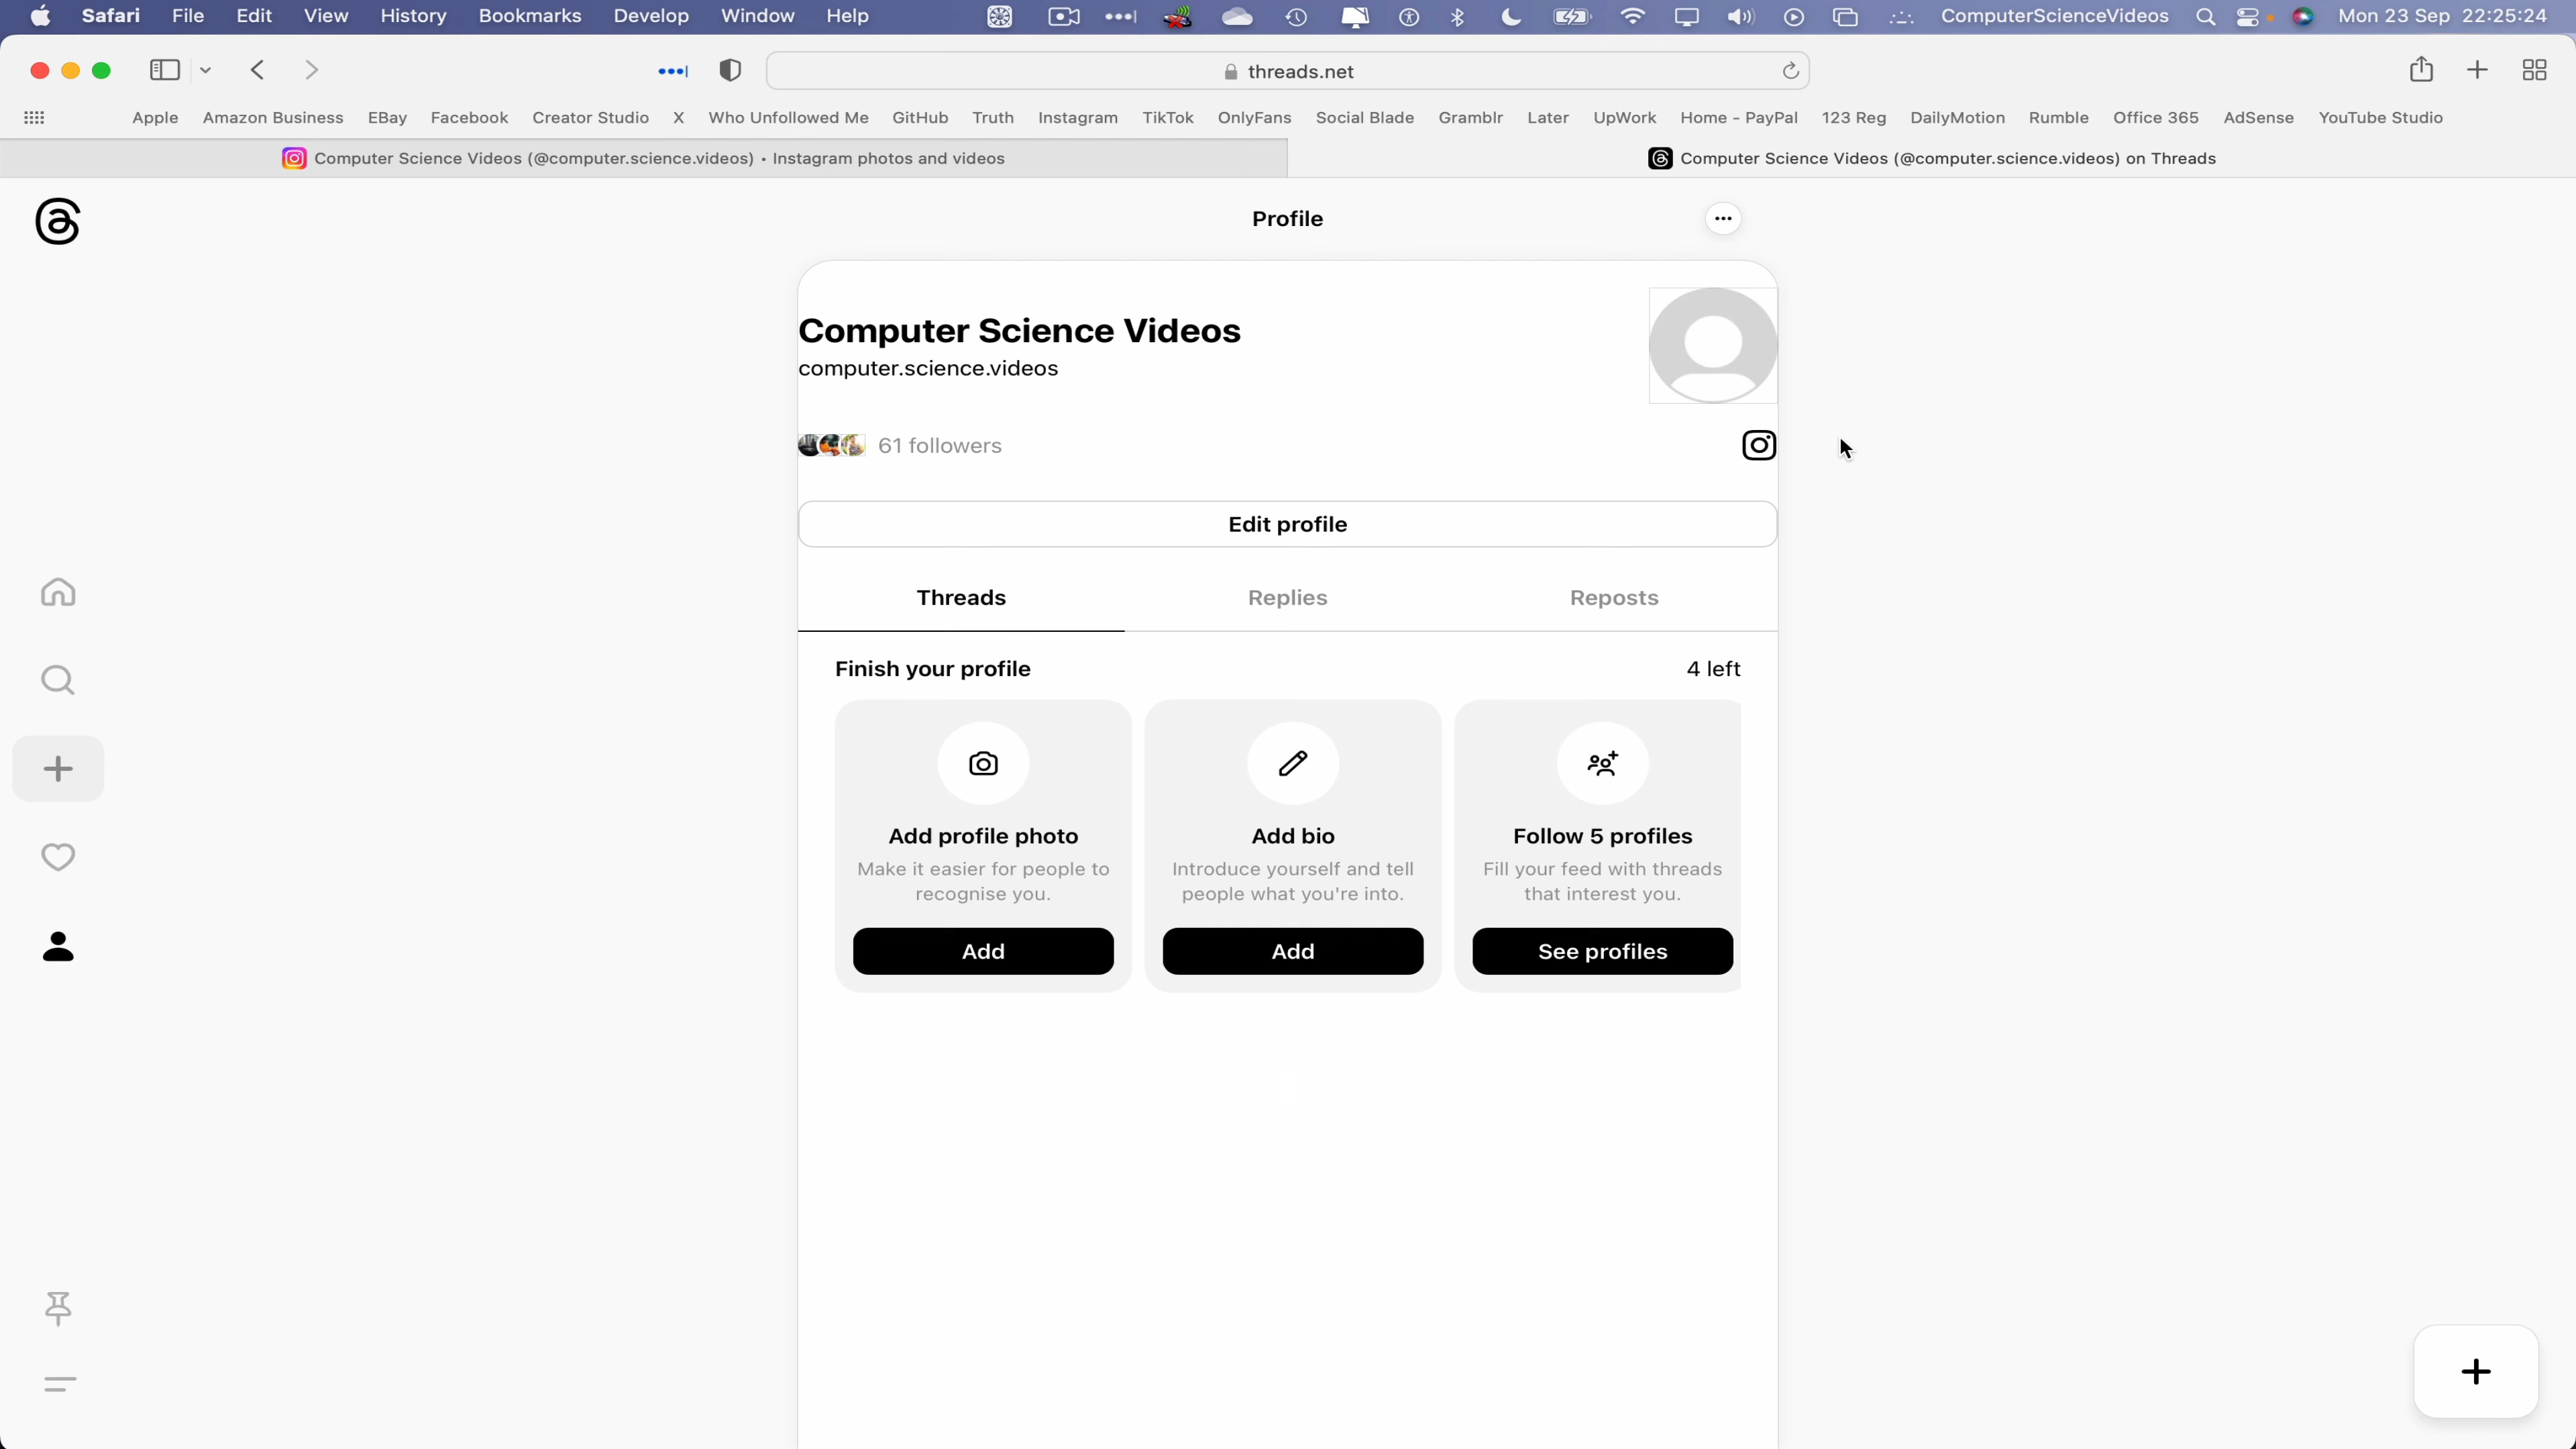 Safari File Edit View History Bookmarks Develop Window Help ComputerScienceVideos Mon 23 Sep 22:25:24
threads.net
Apple Amazon Business EBay Facebook Creator Studio X Who Unfollowed Me GitHub Truth Instagram TikTok OnlyFans Social Blade Gramblr Later UpWork Home - PayPal 123 Reg DailyMotion Rumble Office 365 AdSense YouTube Studio
Computer Science Videos (@computer.science.videos) • Instagram photos and videos
Computer Science Videos (@computer.science.videos) on Threads
Profile
Computer Science Videos
computer.science.videos
61 followers
Edit profile
Threads Replies Reposts
Finish your profile 4 left
Add profile photo
Make it easier for people to
recognise you.
Add
Add bio
Introduce yourself and tell
people what you're into.
Add
Follow 5 profiles
Fill your feed with threads
that interest you.
See profiles